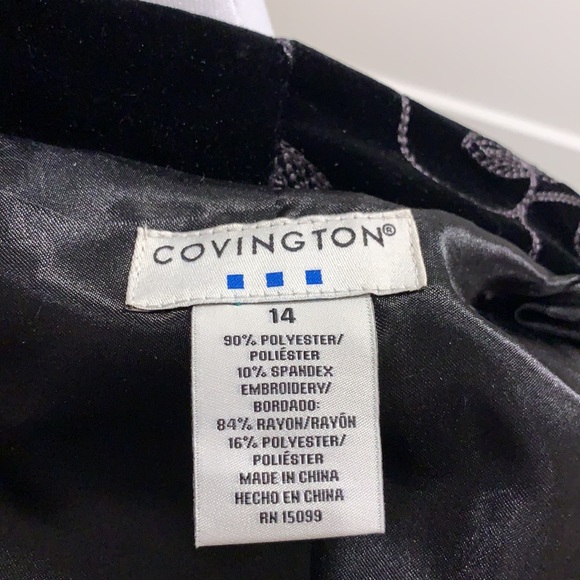 COVINGTON®
14
90% POLYESTER/
POLIÉSTER
10% SPANDEX
EMBROIDERY/
BORDADO:
84% RAYON/RAYÓN
16% POLYESTER/
POLIÉSTER
MADE IN CHINA
HECHO EN CHINA
RN 15099